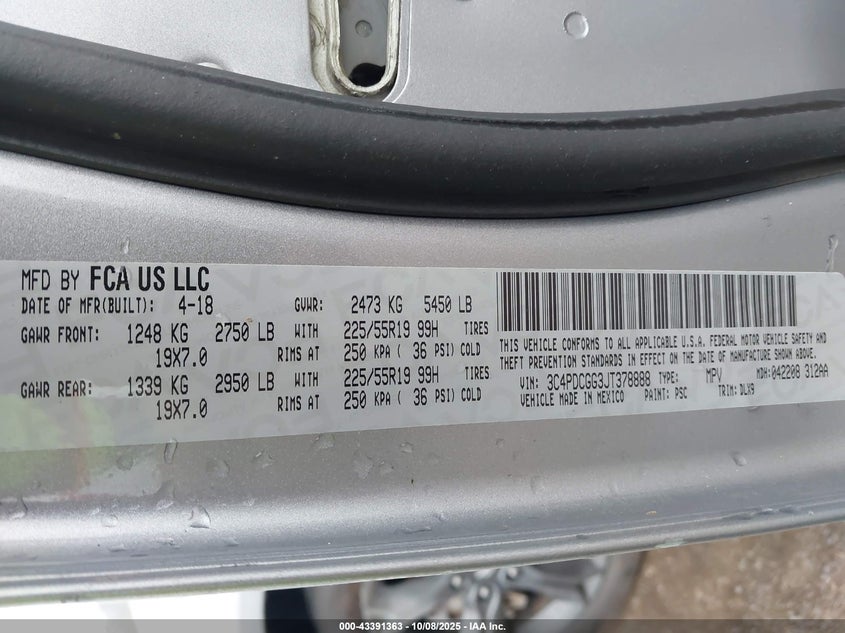 MFD BY FCA US LLC
DATE OF MFR(BUILT): 4-18 GVWR: 2473 KG 5450 LB
GAWR FRONT: 1248 KG 2750 LB WITH 225/55R19 99H TIRES
19X7.0 RIMS AT 250 KPA ( 36 PSI) COLD
GAWR REAR: 1339 KG 2950 LB WITH 225/55R19 99H TIRES
19X7.0 RIMS AT 250 KPA ( 36 PSI) COLD
THIS VEHICLE CONFORMS TO ALL APPLICABLE U.S.A. FEDERAL MOTOR VEHICLE SAFETY AND
THEFT PREVENTION STANDARDS IN EFFECT ON THE DATE OF MANUFACTURE SHOWN ABOVE.
VIN: 3C4PDCGG3JT378888 TYPE: MPV MDH: 042208 312AA
VEHICLE MADE IN MEXICO PAINT: PSC TRIM: DLX9
000-43391363 - 10/08/2025 - © IAA Inc.